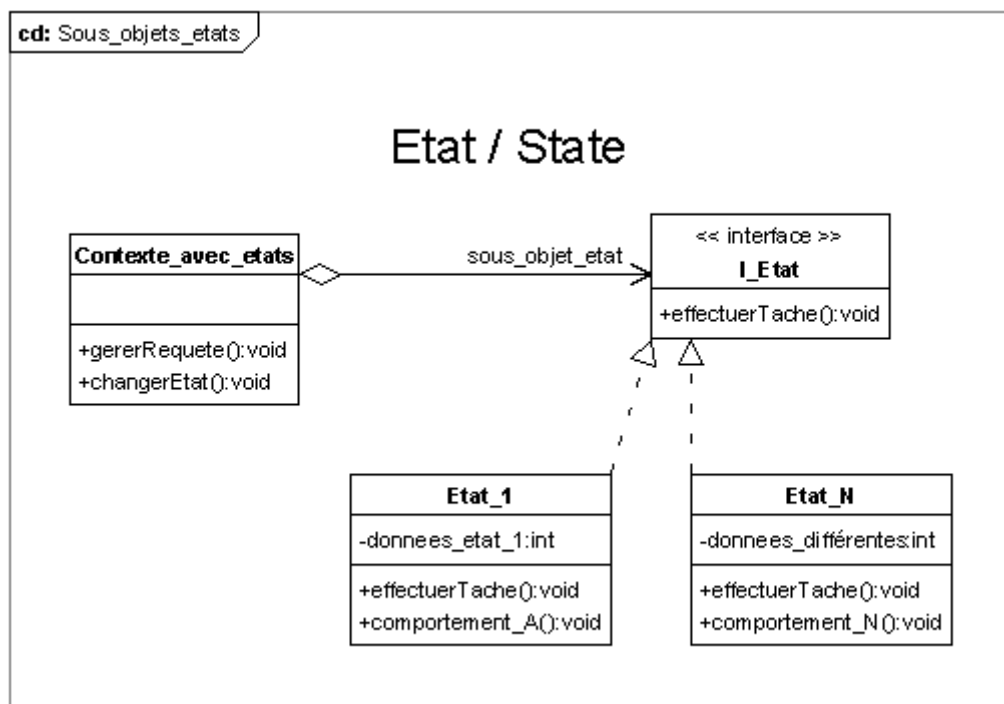 cd: Sous_objets_etats
Etat / State
Contexte_avec_etats
+gererRequete():void
+changerEtat():void
sous_objet_etat
<< interface >>
I_Etat
+effectuerTache():void
Etat_1
-donnees_etat_1:int
+effectuerTache():void
+comportement_A():void
Etat_N
-donnees_différentes:int
+effectuerTache():void
+comportement_N():void